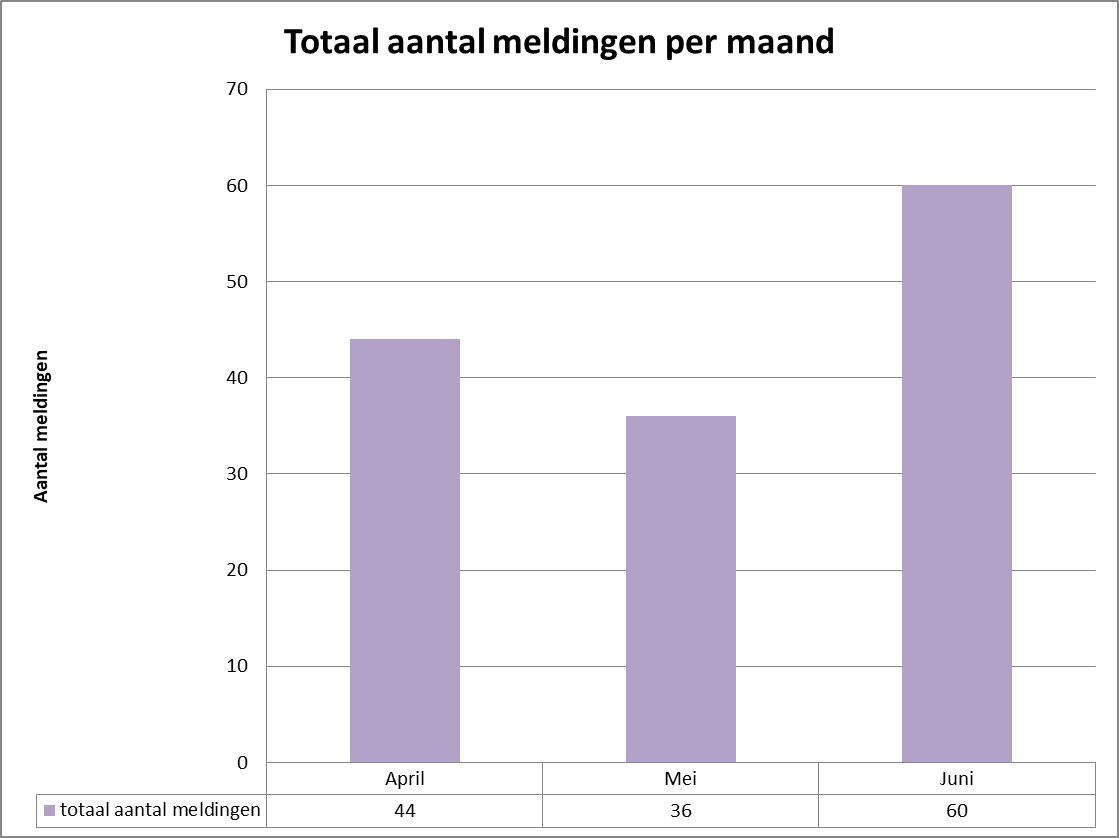 Totaal aantal meldingen per maand
70
60
50
40
30
20
10
0
Aantal meldingen
April Mei Juni
totaal aantal meldingen 44 36 60